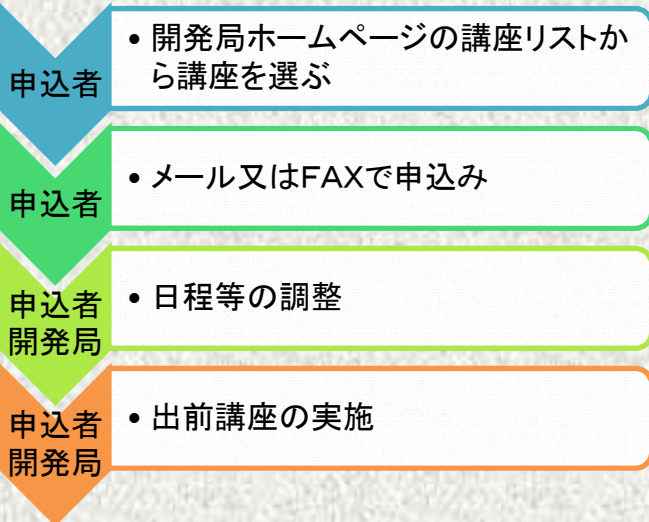 申込者
• 開発局ホームページの講座リストか
ら講座を選ぶ
申込者
• メール又はFAXで申込み
申込者
開発局
• 日程等の調整
申込者
開発局
• 出前講座の実施